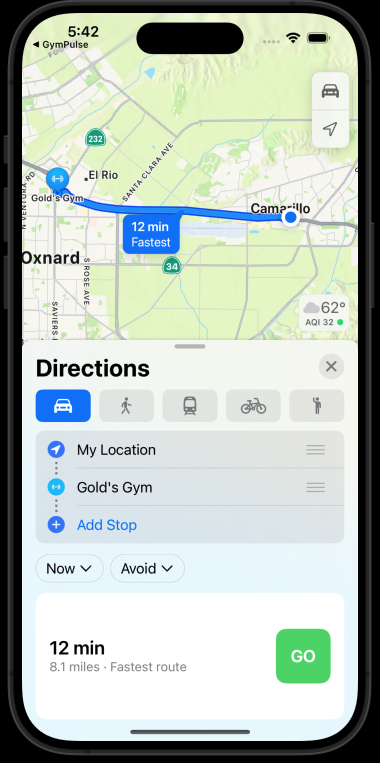 5:42
◀ GymPulse
232
El Rio
SANTA CLARA AVE
N VENTURA RD
Gold's Gym
Camarillo
12 min
Fastest
Oxnard
34
S ROSE AVE
SAVIERS
62°
AQI 32
Directions
My Location
Gold's Gym
Add Stop
Now
Avoid
12 min
8.1 miles · Fastest route
GO